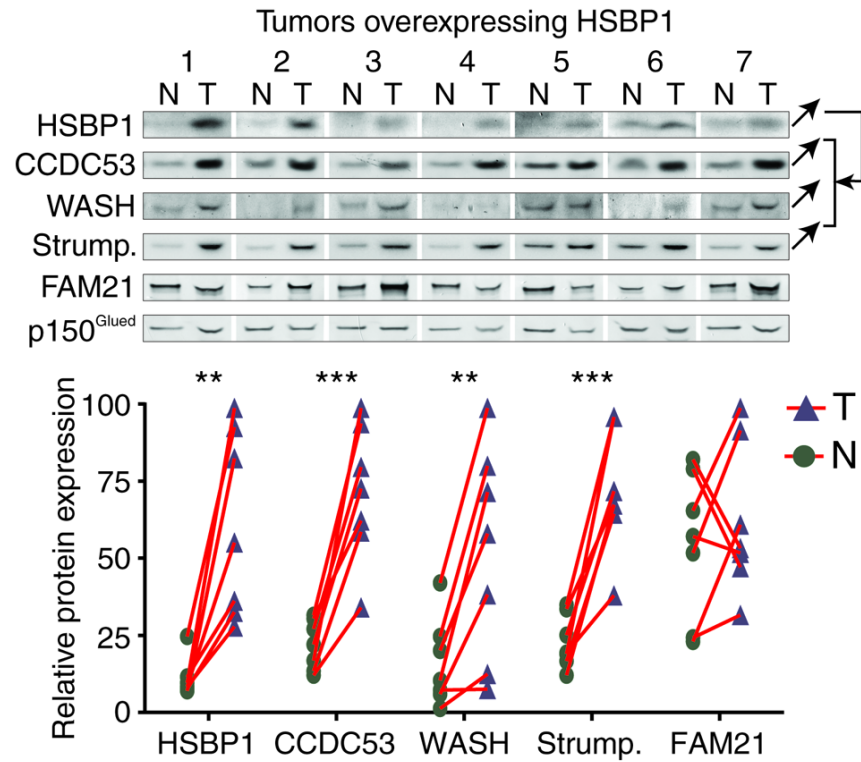 Tumors overexpressing HSBP1
1 2 3 4 5 6 7
N T N T N T N T N T N T N T
HSBP1
CCDC53
WASH
Strump.
FAM21
p150Glued
** *** ** ***
Relative protein expression
100
75
50
25
0
HSBP1 CCDC53 WASH Strump. FAM21
T
N